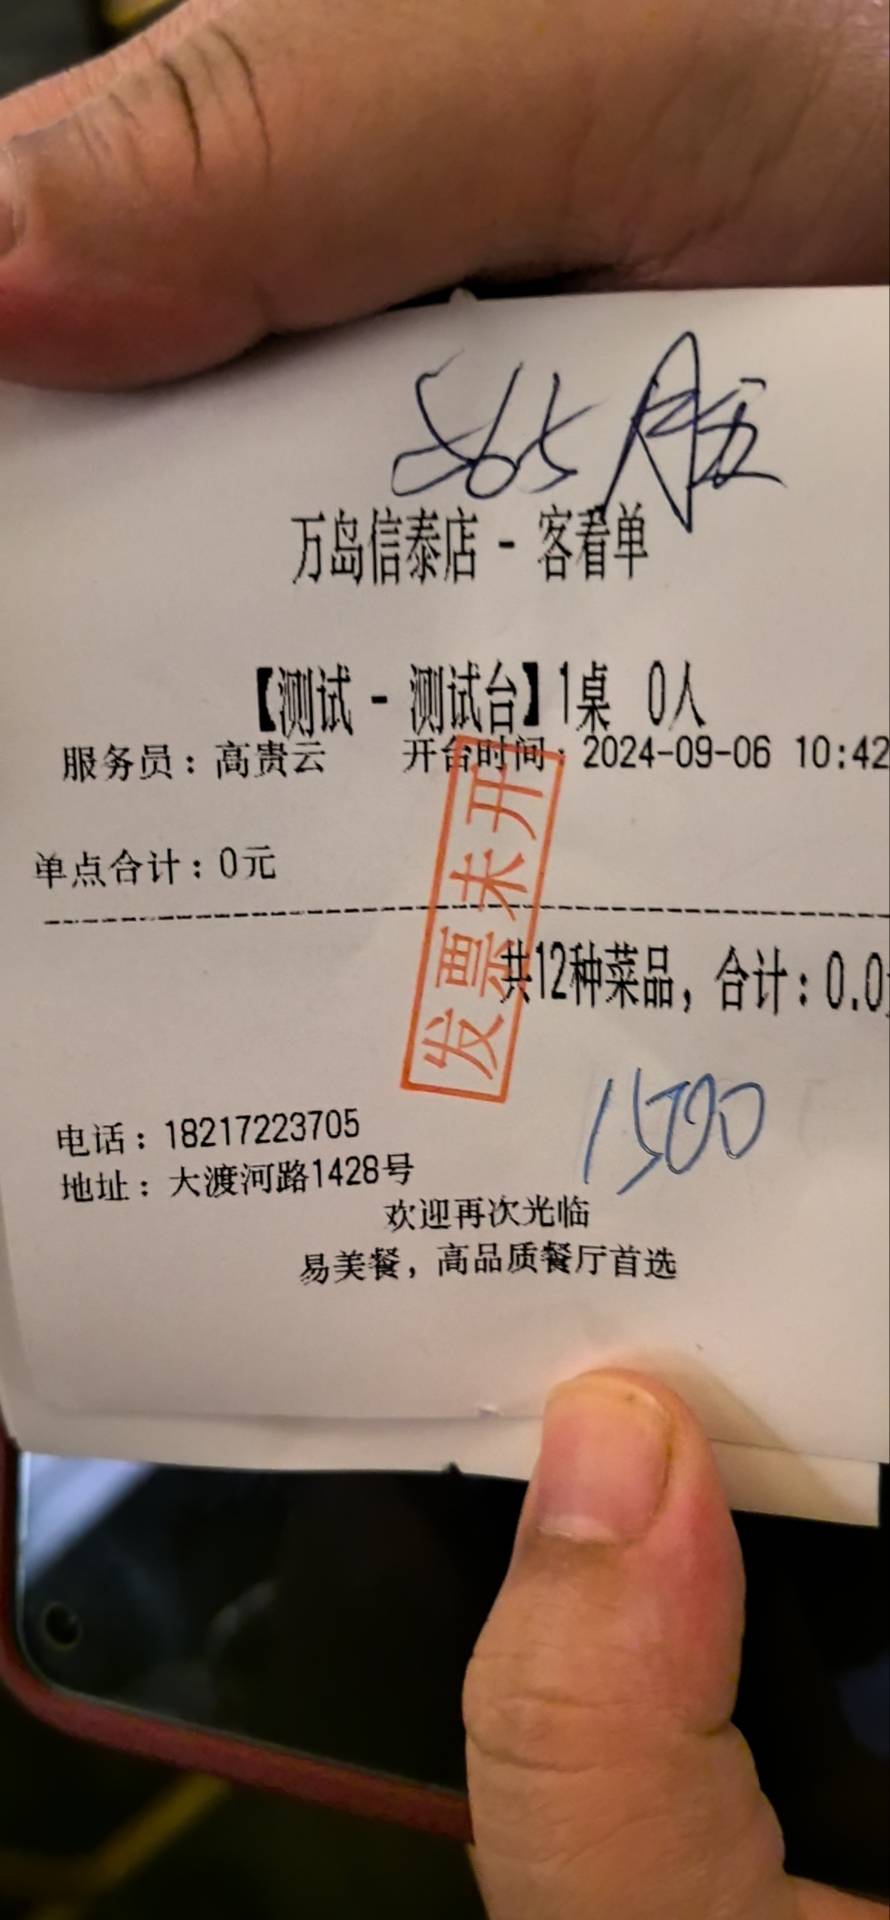 万岛信泰店 - 客看单
【测试 - 测试台】1桌 0人
服务员：高贵云 开台时间：2024-09-06 10:42
单点合计：0元
发票未开
共12种菜品，合计：0.0
1500
电话：18217223705
地址：大渡河路1428号
欢迎再次光临
易美餐，高品质餐厅首选